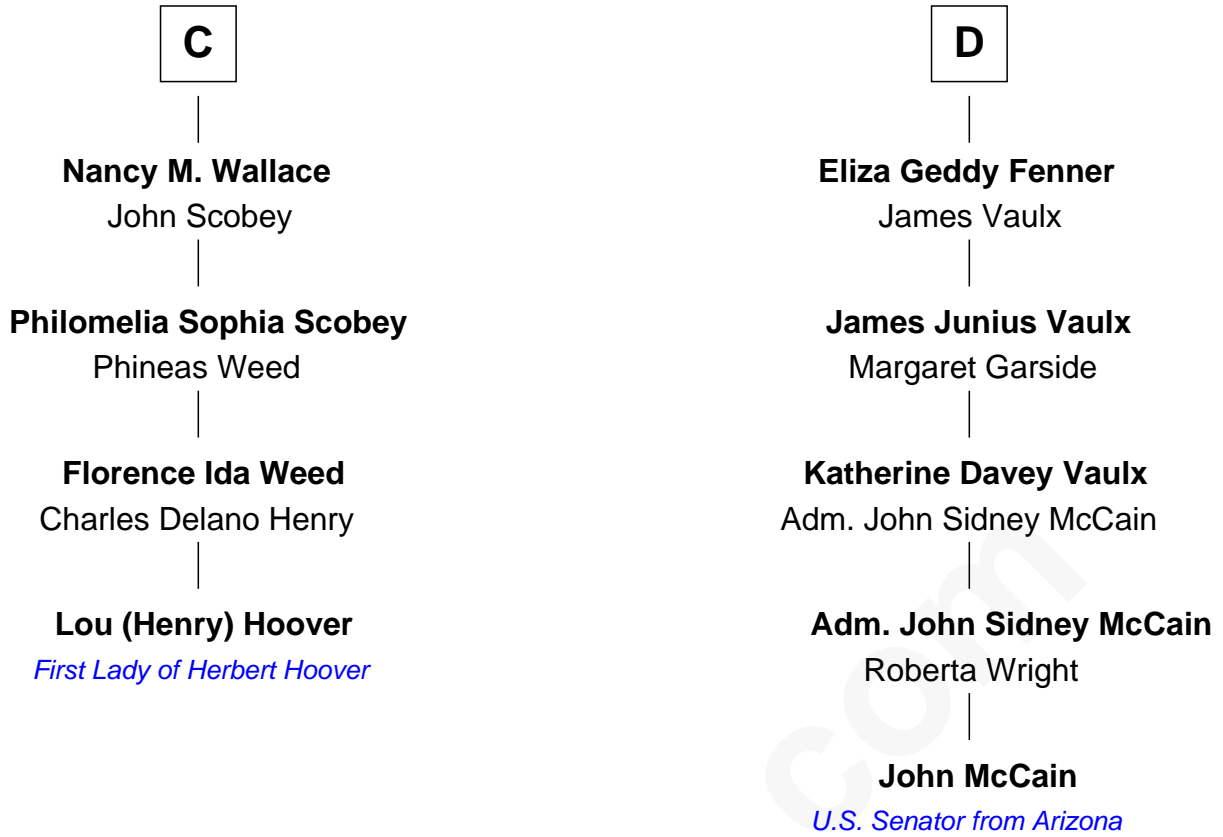 C
Nancy M. Wallace
John Scobey
Philomelia Sophia Scobey
Phineas Weed
Florence Ida Weed
Charles Delano Henry
Lou (Henry) Hoover
First Lady of Herbert Hoover
D
Eliza Geddy Fenner
James Vaulx
James Junius Vaulx
Margaret Garside
Katherine Davey Vaulx
Adm. John Sidney McCain
Adm. John Sidney McCain
Roberta Wright
John McCain
U.S. Senator from Arizona
com